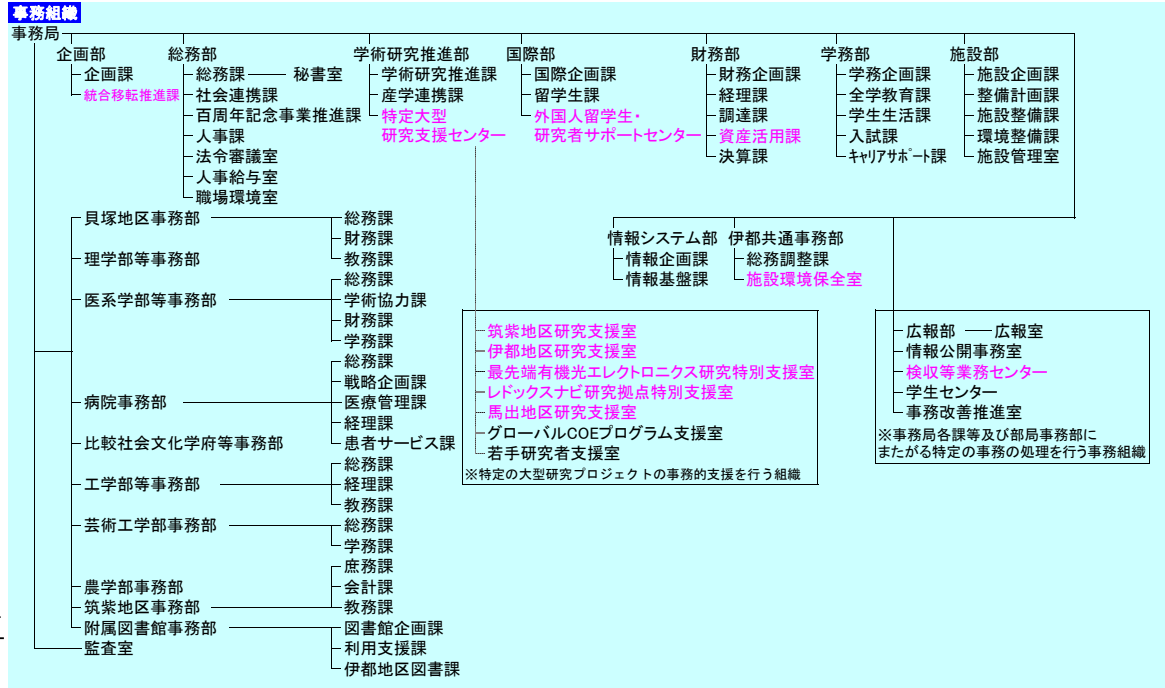 事務組織
事務局
企画部
企画課
統合移転推進課
総務部
総務課 秘書室
社会連携課
百周年記念事業推進課
人事課
法令審議室
人事給与室
職場環境室
学術研究推進部
学術研究推進課
産学連携課
特定大型
研究支援センター
国際部
国際企画課
留学生課
外国人留学生・
研究者サポートセンター
財務部
財務企画課
経理課
調達課
資産活用課
決算課
学務部
学務企画課
全学教育課
学生生活課
入試課
キャリアサポート課
施設部
施設企画課
整備計画課
施設整備課
環境整備課
施設管理室
情報システム部
情報企画課
情報基盤課
伊都共通事務部
総務調整課
施設環境保全室
筑紫地区研究支援室
伊都地区研究支援室
最先端有機光エレクトロニクス研究特別支援室
レドックスナビ研究拠点特別支援室
馬出地区研究支援室
グローバルCOEプログラム支援室
若手研究者支援室
※特定の大型研究プロジェクトの事務的支援を行う組織
広報部 広報室
情報公開事務室
検収等業務センター
学生センター
事務改善推進室
※事務局各課等及び部局事務部に
またがる特定の事務の処理を行う事務組織
貝塚地区事務部
総務課
財務課
教務課
理学部等事務部
医系学部等事務部
総務課
学術協力課
財務課
学務課
病院事務部
総務課
戦略企画課
医療管理課
経理課
患者サービス課
比較社会文化学府等事務部
工学部等事務部
総務課
経理課
教務課
芸術工学部事務部
総務課
学務課
農学部事務部
筑紫地区事務部
庶務課
会計課
教務課
附属図書館事務部
図書館企画課
利用支援課
伊都地区図書課
監査室